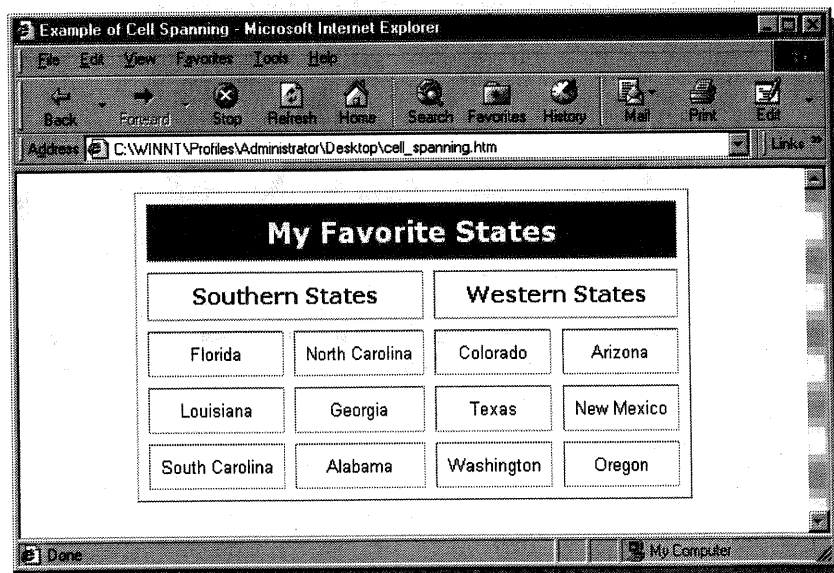 Example of Cell Spanning - Microsoft Internet Explorer
File Edit View Favorites Tools Help
Back Forward Stop Refresh Home Search Favorites History Mail Print Edit
Address C:\WINNT\Profiles\Administrator\Desktop\cell_spanning.htm Links »
My Favorite States
Southern States Western States
Florida North Carolina Colorado Arizona
Louisiana Georgia Texas New Mexico
South Carolina Alabama Washington Oregon
Done My Computer